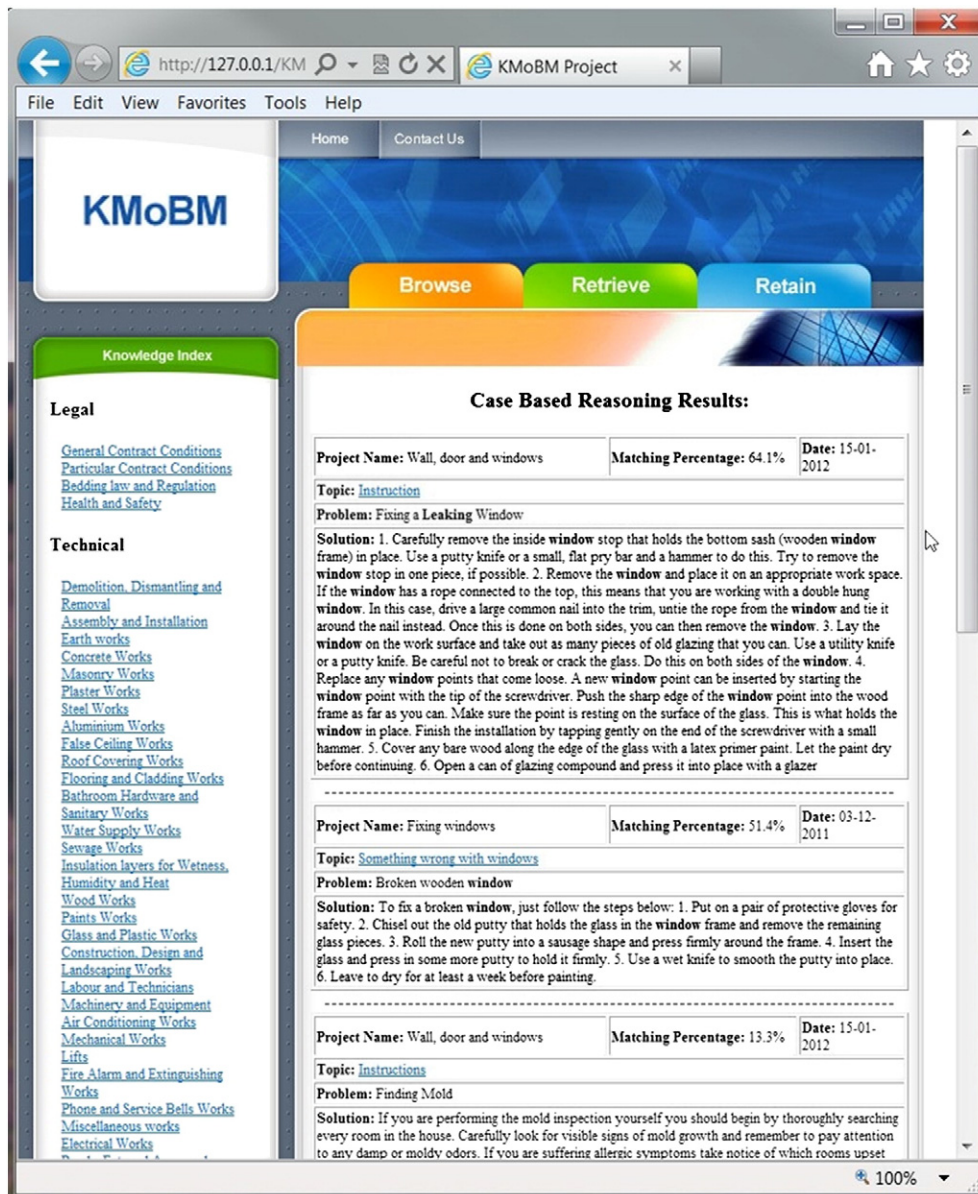 http://127.0.0.1/KM
KMoBM Project
File Edit View Favorites Tools Help
Home Contact Us
KMoBM
Browse Retrieve Retain
Knowledge Index
Legal
General Contract Conditions
Particular Contract Conditions
Bedding law and Regulation
Health and Safety
Technical
Demolition, Dismantling and
Removal
Assembly and Installation
Earth works
Concrete Works
Masonry Works
Plaster Works
Steel Works
Aluminium Works
False Ceiling Works
Roof Covering Works
Flooring and Cladding Works
Bathroom Hardware and
Sanitary Works
Water Supply Works
Sewage Works
Insulation layers for Wetness,
Humidity and Heat
Wood Works
Paints Works
Glass and Plastic Works
Construction, Design and
Landscaping Works
Labour and Technicians
Machinery and Equipment
Air Conditioning Works
Mechanical Works
Lifts
Fire Alarm and Extinguishing
Works
Phone and Service Bells Works
Miscellaneous works
Electrical Works
Case Based Reasoning Results:
Project Name: Wall, door and windows Matching Percentage: 64.1% Date: 15-01-
2012
Topic: Instruction
Problem: Fixing a Leaking Window
Solution: 1. Carefully remove the inside window stop that holds the bottom sash (wooden window
frame) in place. Use a putty knife or a small, flat pry bar and a hammer to do this. Try to remove the
window stop in one piece, if possible. 2. Remove the window and place it on an appropriate work space.
If the window has a rope connected to the top, this means that you are working with a double hung
window. In this case, drive a large common nail into the trim, untie the rope from the window and tie it
around the nail instead. Once this is done on both sides, you can then remove the window. 3. Lay the
window on the work surface and take out as many pieces of old glazing that you can. Use a utility knife
or a putty knife. Be careful not to break or crack the glass. Do this on both sides of the window. 4.
Replace any window points that come loose. A new window point can be inserted by starting the
window point with the tip of the screwdriver. Push the sharp edge of the window point into the wood
frame as far as you can. Make sure the point is resting on the surface of the glass. This is what holds the
window in place. Finish the installation by tapping gently on the end of the screwdriver with a small
hammer. 5. Cover any bare wood along the edge of the glass with a latex primer paint. Let the paint dry
before continuing. 6. Open a can of glazing compound and press it into place with a glazer
Project Name: Fixing windows Matching Percentage: 51.4% Date: 03-12-
2011
Topic: Something wrong with windows
Problem: Broken wooden window
Solution: To fix a broken window, just follow the steps below: 1. Put on a pair of protective gloves for
safety. 2. Chisel out the old putty that holds the glass in the window frame and remove the remaining
glass pieces. 3. Roll the new putty into a sausage shape and press firmly around the frame. 4. Insert the
glass and press in some more putty to hold it firmly. 5. Use a wet knife to smooth the putty into place.
6. Leave to dry for at least a week before painting.
Project Name: Wall, door and windows Matching Percentage: 13.3% Date: 15-01-
2012
Topic: Instructions
Problem: Finding Mold
Solution: If you are performing the mold inspection yourself you should begin by thoroughly searching
every room in the house. Carefully look for visible signs of mold growth and remember to pay attention
to any damp or moldy odors. If you are suffering allergic symptoms take notice of which rooms upset
100%